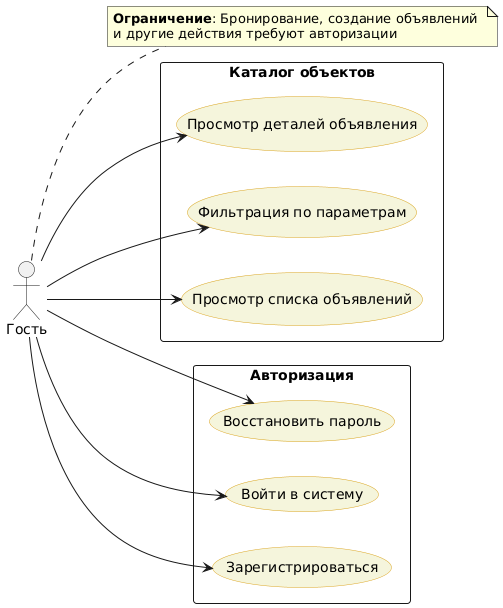 Ограничение: Бронирование, создание объявлений
и другие действия требуют авторизации
Каталог объектов
Просмотр деталей объявления
Фильтрация по параметрам
Просмотр списка объявлений
Гость
Авторизация
Восстановить пароль
Войти в систему
Зарегистрироваться